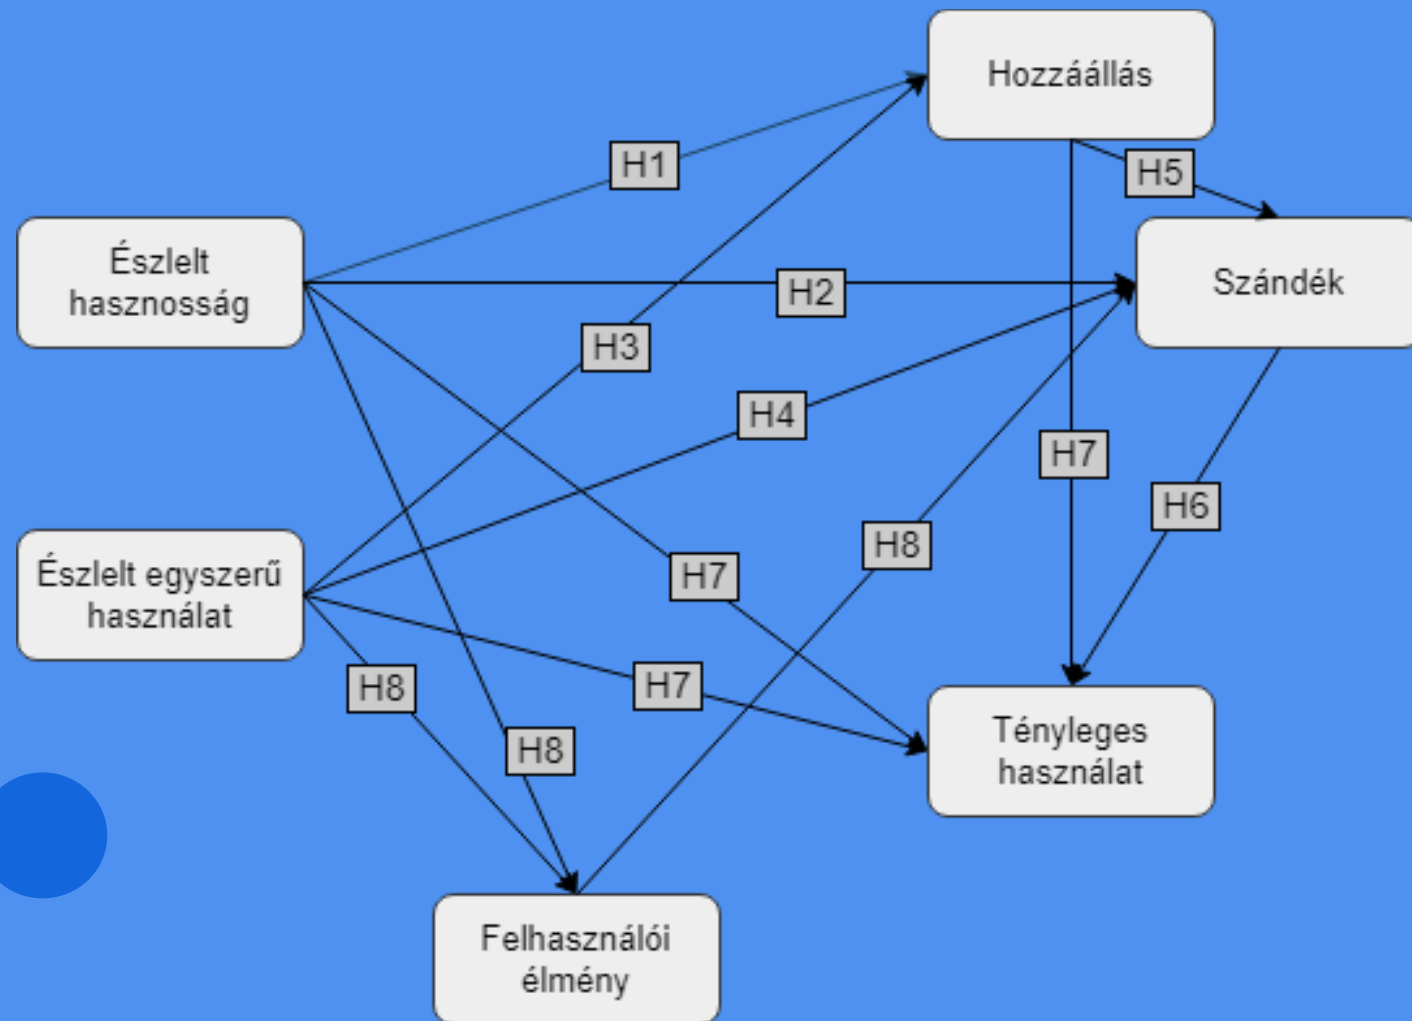 Hozzáállás
H1
H5
Észlelt
hasznosság
H2
Szándék
H3
H4
H7
H6
H8
Észlelt egyszerű
használat
H7
H8
H7
H8
Tényleges
használat
Felhasználói
élmény